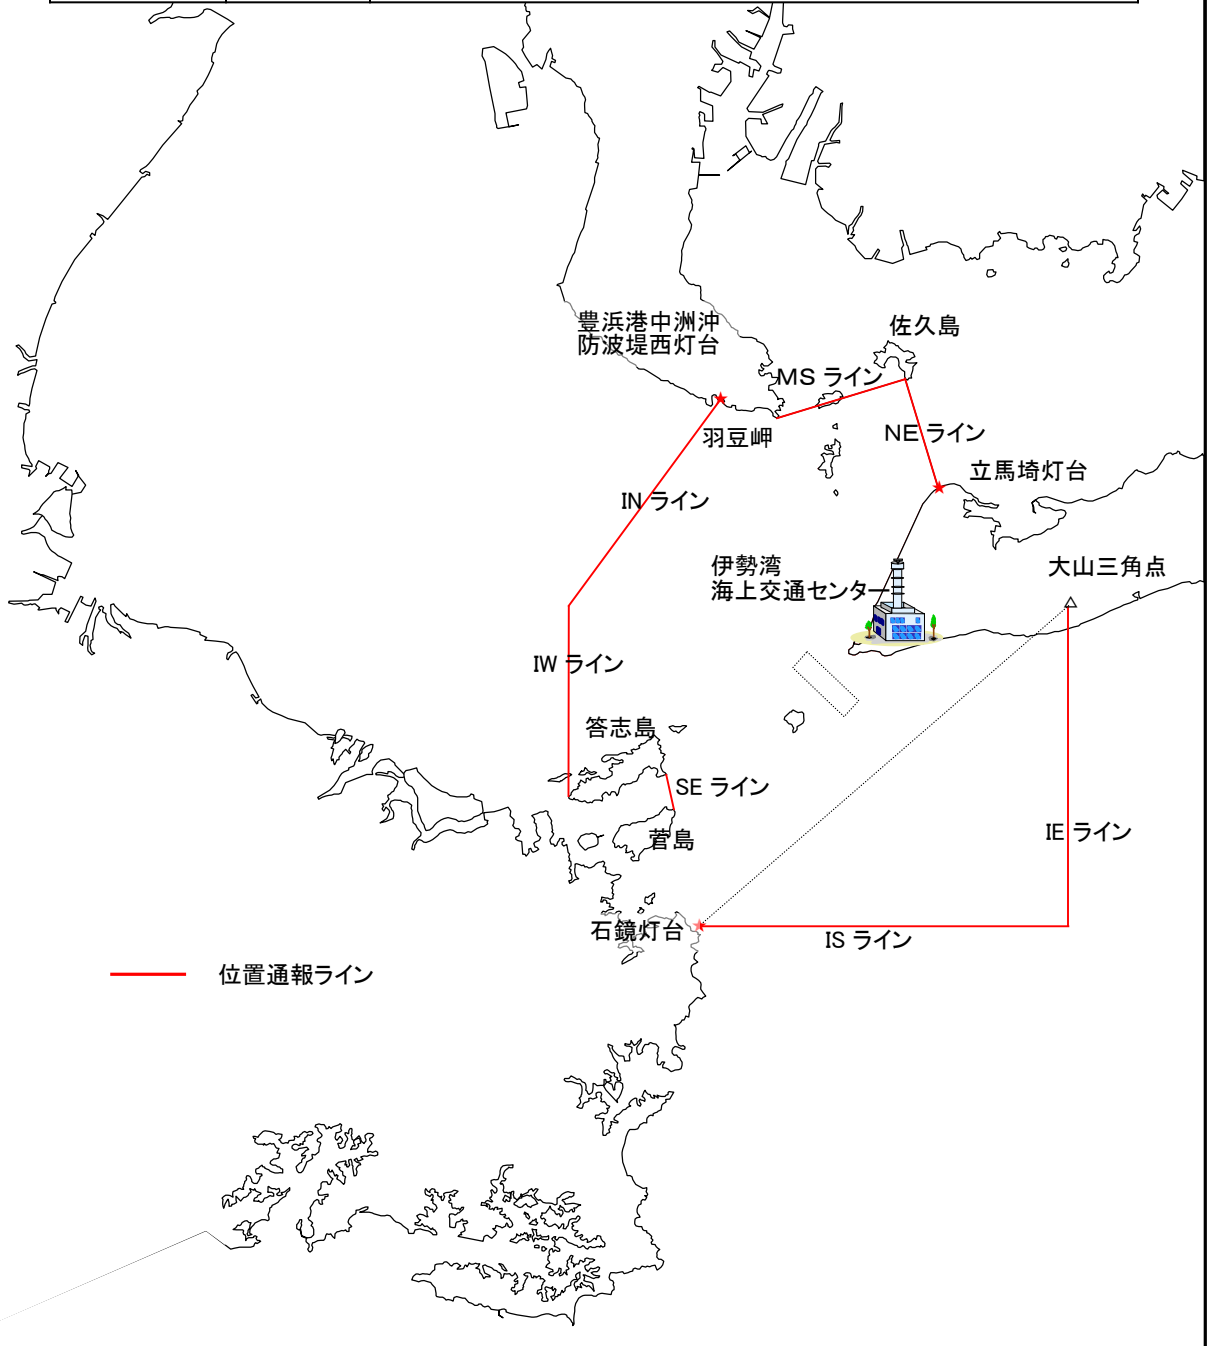 豊浜港中洲沖
防波堤西灯台
佐久島
MS ライン
羽豆岬
NE ライン
立馬埼灯台
IN ライン
伊勢湾
海上交通センター
大山三角点
IW ライン
答志島
SE ライン
菅島
IE ライン
石鏡灯台
IS ライン
位置通報ライン